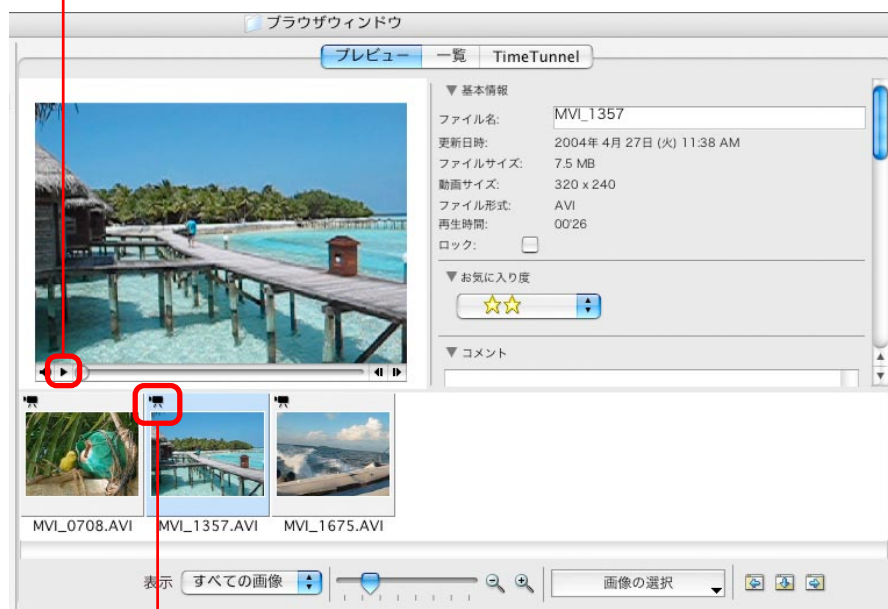 ブラウザウィンドウ
プレビュー 一覧 TimeTunnel
▼ 基本情報
ファイル名: MVI_1357
更新日時: 2004年 4月 27日 (火) 11:38 AM
ファイルサイズ: 7.5 MB
動画サイズ: 320 x 240
ファイル形式: AVI
再生時間: 00'26
ロック:
▼ お気に入り度
▼ コメント
MVI_0708.AVI MVI_1357.AVI MVI_1675.AVI
表示 すべての画像 画像の選択